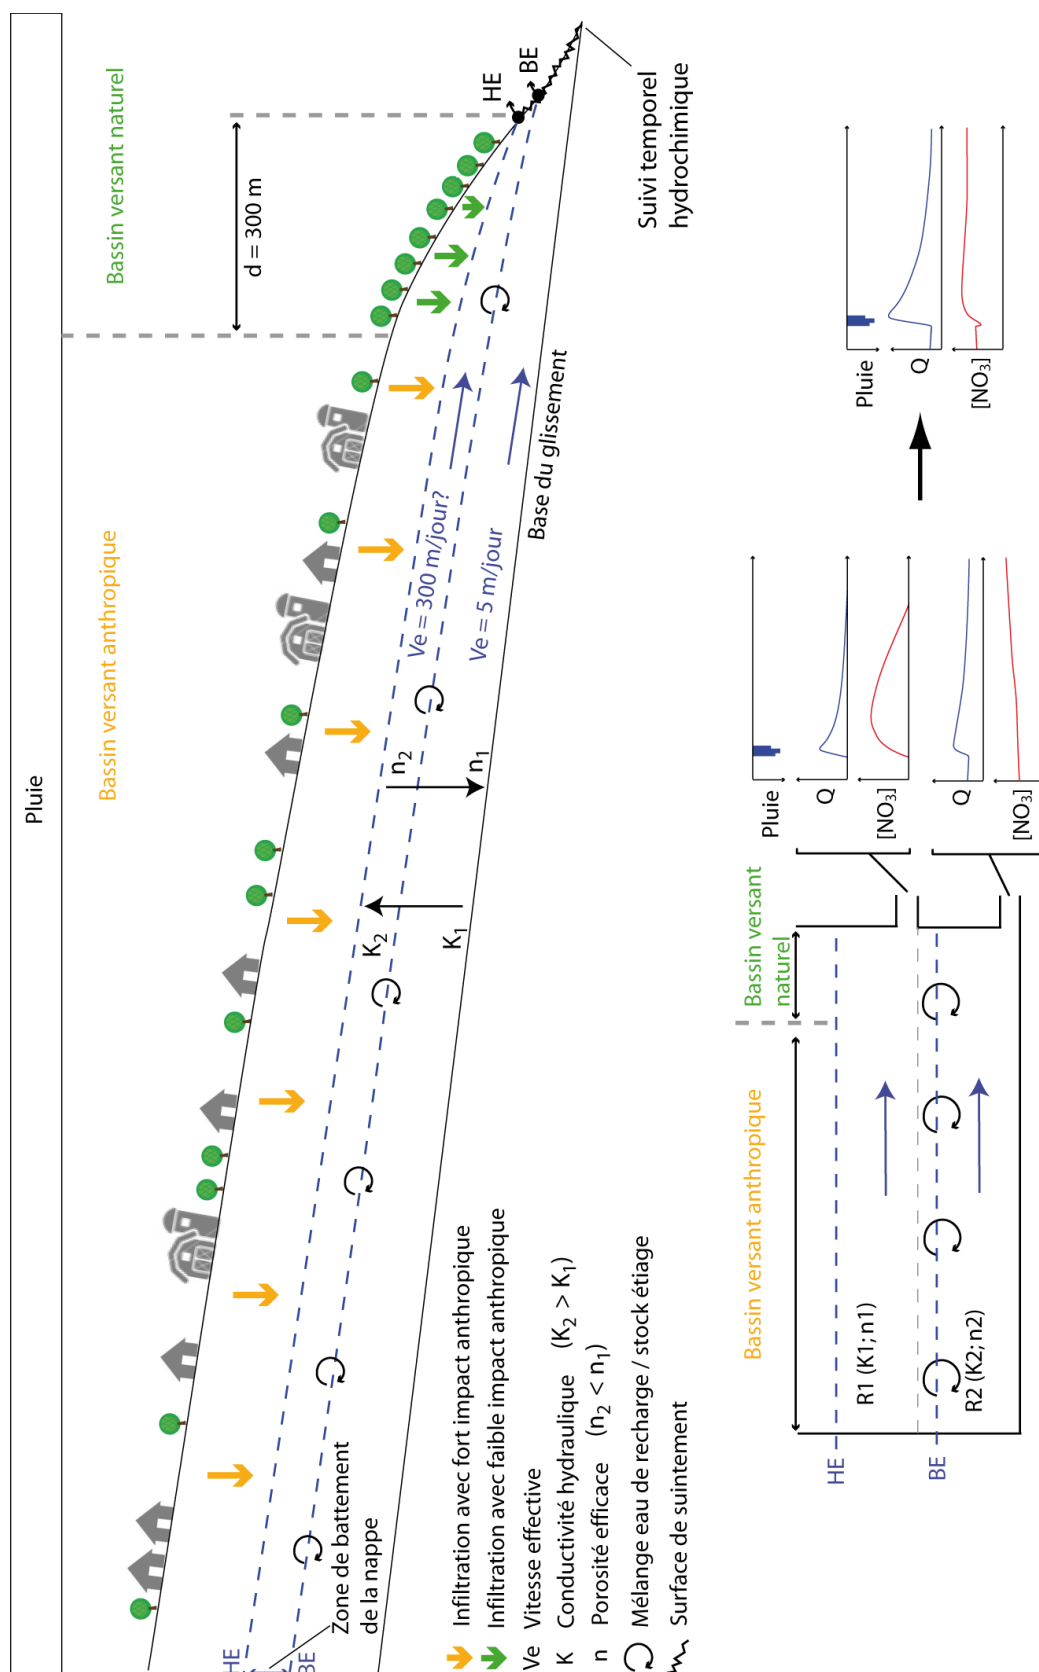 Pluie
Bassin versant anthropique
Bassin versant naturel
d = 300 m
HE
BE
Suivi temporel
hydrochimique
HE
BE
Zone de battement
de la nappe
K2
K1
n2
n1
Ve = 300 m/jour?
Ve = 5 m/jour
Base du glissement
Infiltration avec fort impact anthropique
Infiltration avec faible impact anthropique
Ve Vitesse effective
K Conductivité hydraulique (K2 > K1)
n Porosité efficace (n2 < n1)
Mélange eau de recharge / stock étiage
Surface de suintement
Bassin versant anthropique
Bassin versant
naturel
HE
BE
R1 (K1; n1)
R2 (K2; n2)
Pluie
Q
[NO3]
Q
[NO3]
Pluie
Q
[NO3]